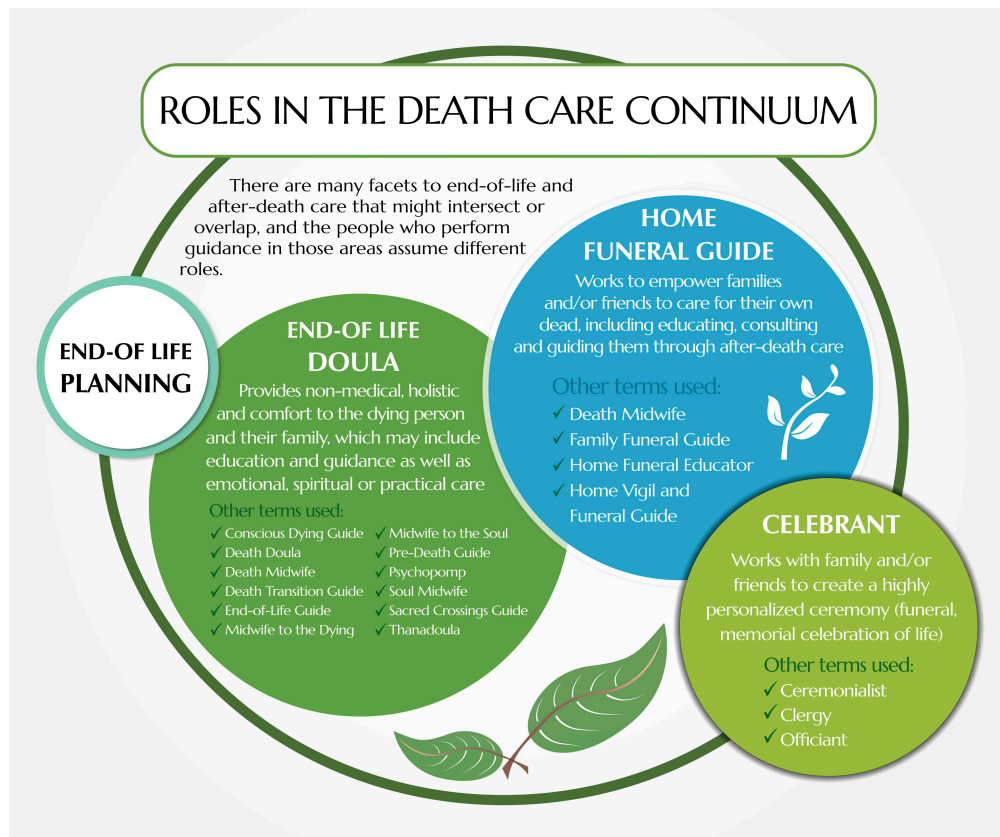 ROLES IN THE DEATH CARE CONTINUUM
There are many facets to end-of-life and
after-death care that might intersect or
overlap, and the people who perform
guidance in those areas assume different
roles.
END-OF LIFE
PLANNING
END-OF LIFE
DOULA
Provides non-medical, holistic
and comfort to the dying person
and their family, which may include
education and guidance as well as
emotional, spiritual or practical care
Other terms used:
✓ Conscious Dying Guide
✓ Death Doula
✓ Death Midwife
✓ Death Transition Guide
✓ End-of-Life Guide
✓ Midwife to the Dying
✓ Midwife to the Soul
✓ Pre-Death Guide
✓ Psychopomp
✓ Soul Midwife
✓ Sacred Crossings Guide
✓ Thanadoula
HOME
FUNERAL GUIDE
Works to empower families
and/or friends to care for their own
dead, including educating, consulting
and guiding them through after-death care
Other terms used:
✓ Death Midwife
✓ Family Funeral Guide
✓ Home Funeral Educator
✓ Home Vigil and
Funeral Guide
CELEBRANT
Works with family and/or
friends to create a highly
personalized ceremony (funeral,
memorial celebration of life)
Other terms used:
✓ Ceremonialist
✓ Clergy
✓ Officiant